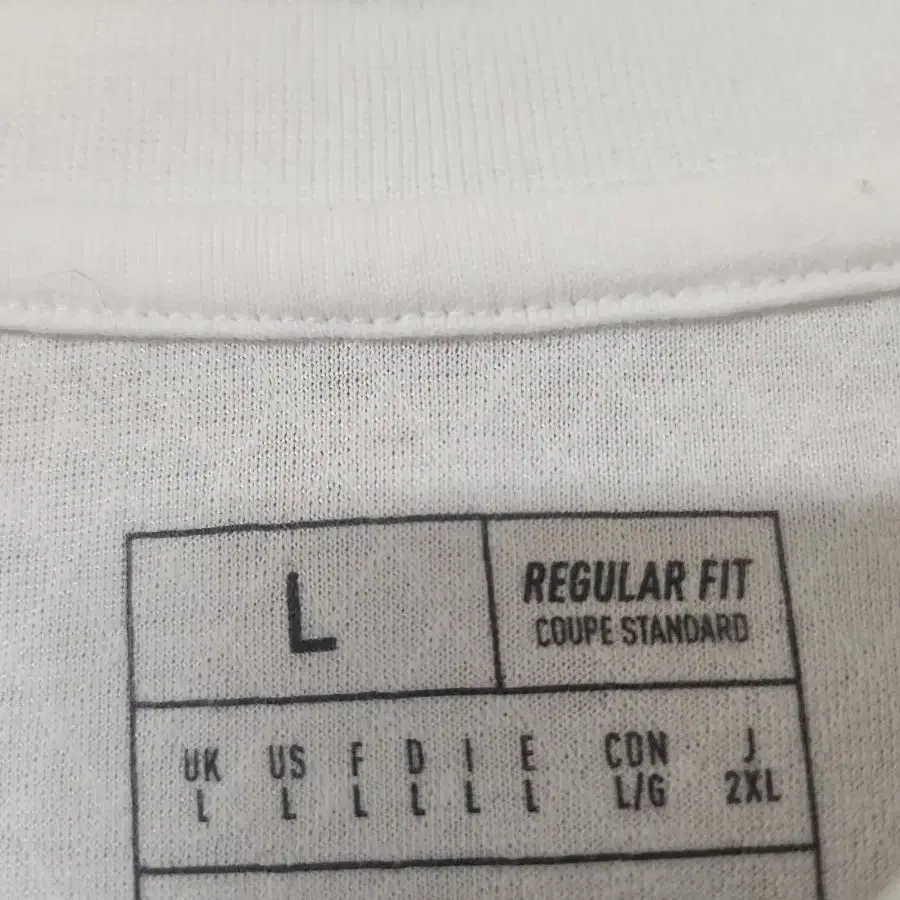 L
REGULAR FIT
COUPE STANDARD
UK US F D I E CDN J
L L L L L L L/G 2XL